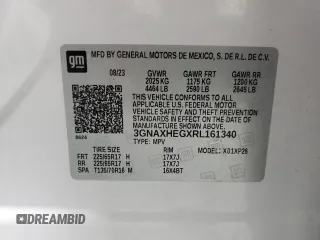 gm
MFD BY GENERAL MOTORS DE MEXICO, S. DE R.L. DE C.V.
08/23 GVWR GAWR FRT GAWR RR
2025 KG 1175 KG 1200 KG
4464 LB 2590 LB 2645 LB
THIS VEHICLE CONFORMS TO ALL
APPLICABLE U.S. FEDERAL MOTOR
VEHICLE SAFETY AND THEFT PREVENTION
STANDARDS IN EFFECT ON THE DATE OF
MANUFACTURE SHOWN ABOVE.
3GNAXHEGXRL161340
TYPE: MPV MODEL: X01XP26
TIRE SIZE RIM
FRT 225/65R17 H 17X7J
RR 225/65R17 H 17X7J
SPA T135/70R16 M 16X4BT
© RIDESAFELY
AUTOBIDMASTER